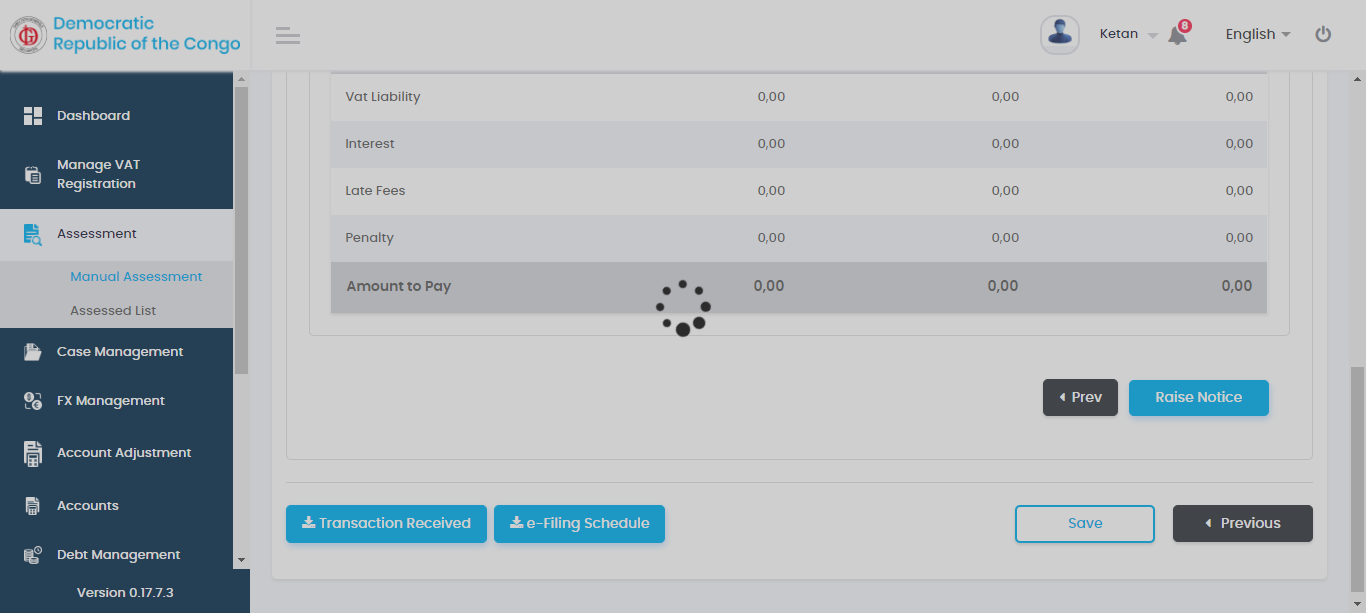 Democratic
Republic of the Congo
Ketan
8
English
Dashboard
Manage VAT
Registration
Assessment
Manual Assessment
Assessed List
Case Management
FX Management
Account Adjustment
Accounts
Debt Management
Version 0.17.7.3
Vat Liability 0,00 0,00 0,00
Interest 0,00 0,00 0,00
Late Fees 0,00 0,00 0,00
Penalty 0,00 0,00 0,00
Amount to Pay 0,00 0,00 0,00
Prev Raise Notice
Transaction Received e-Filing Schedule Save Previous